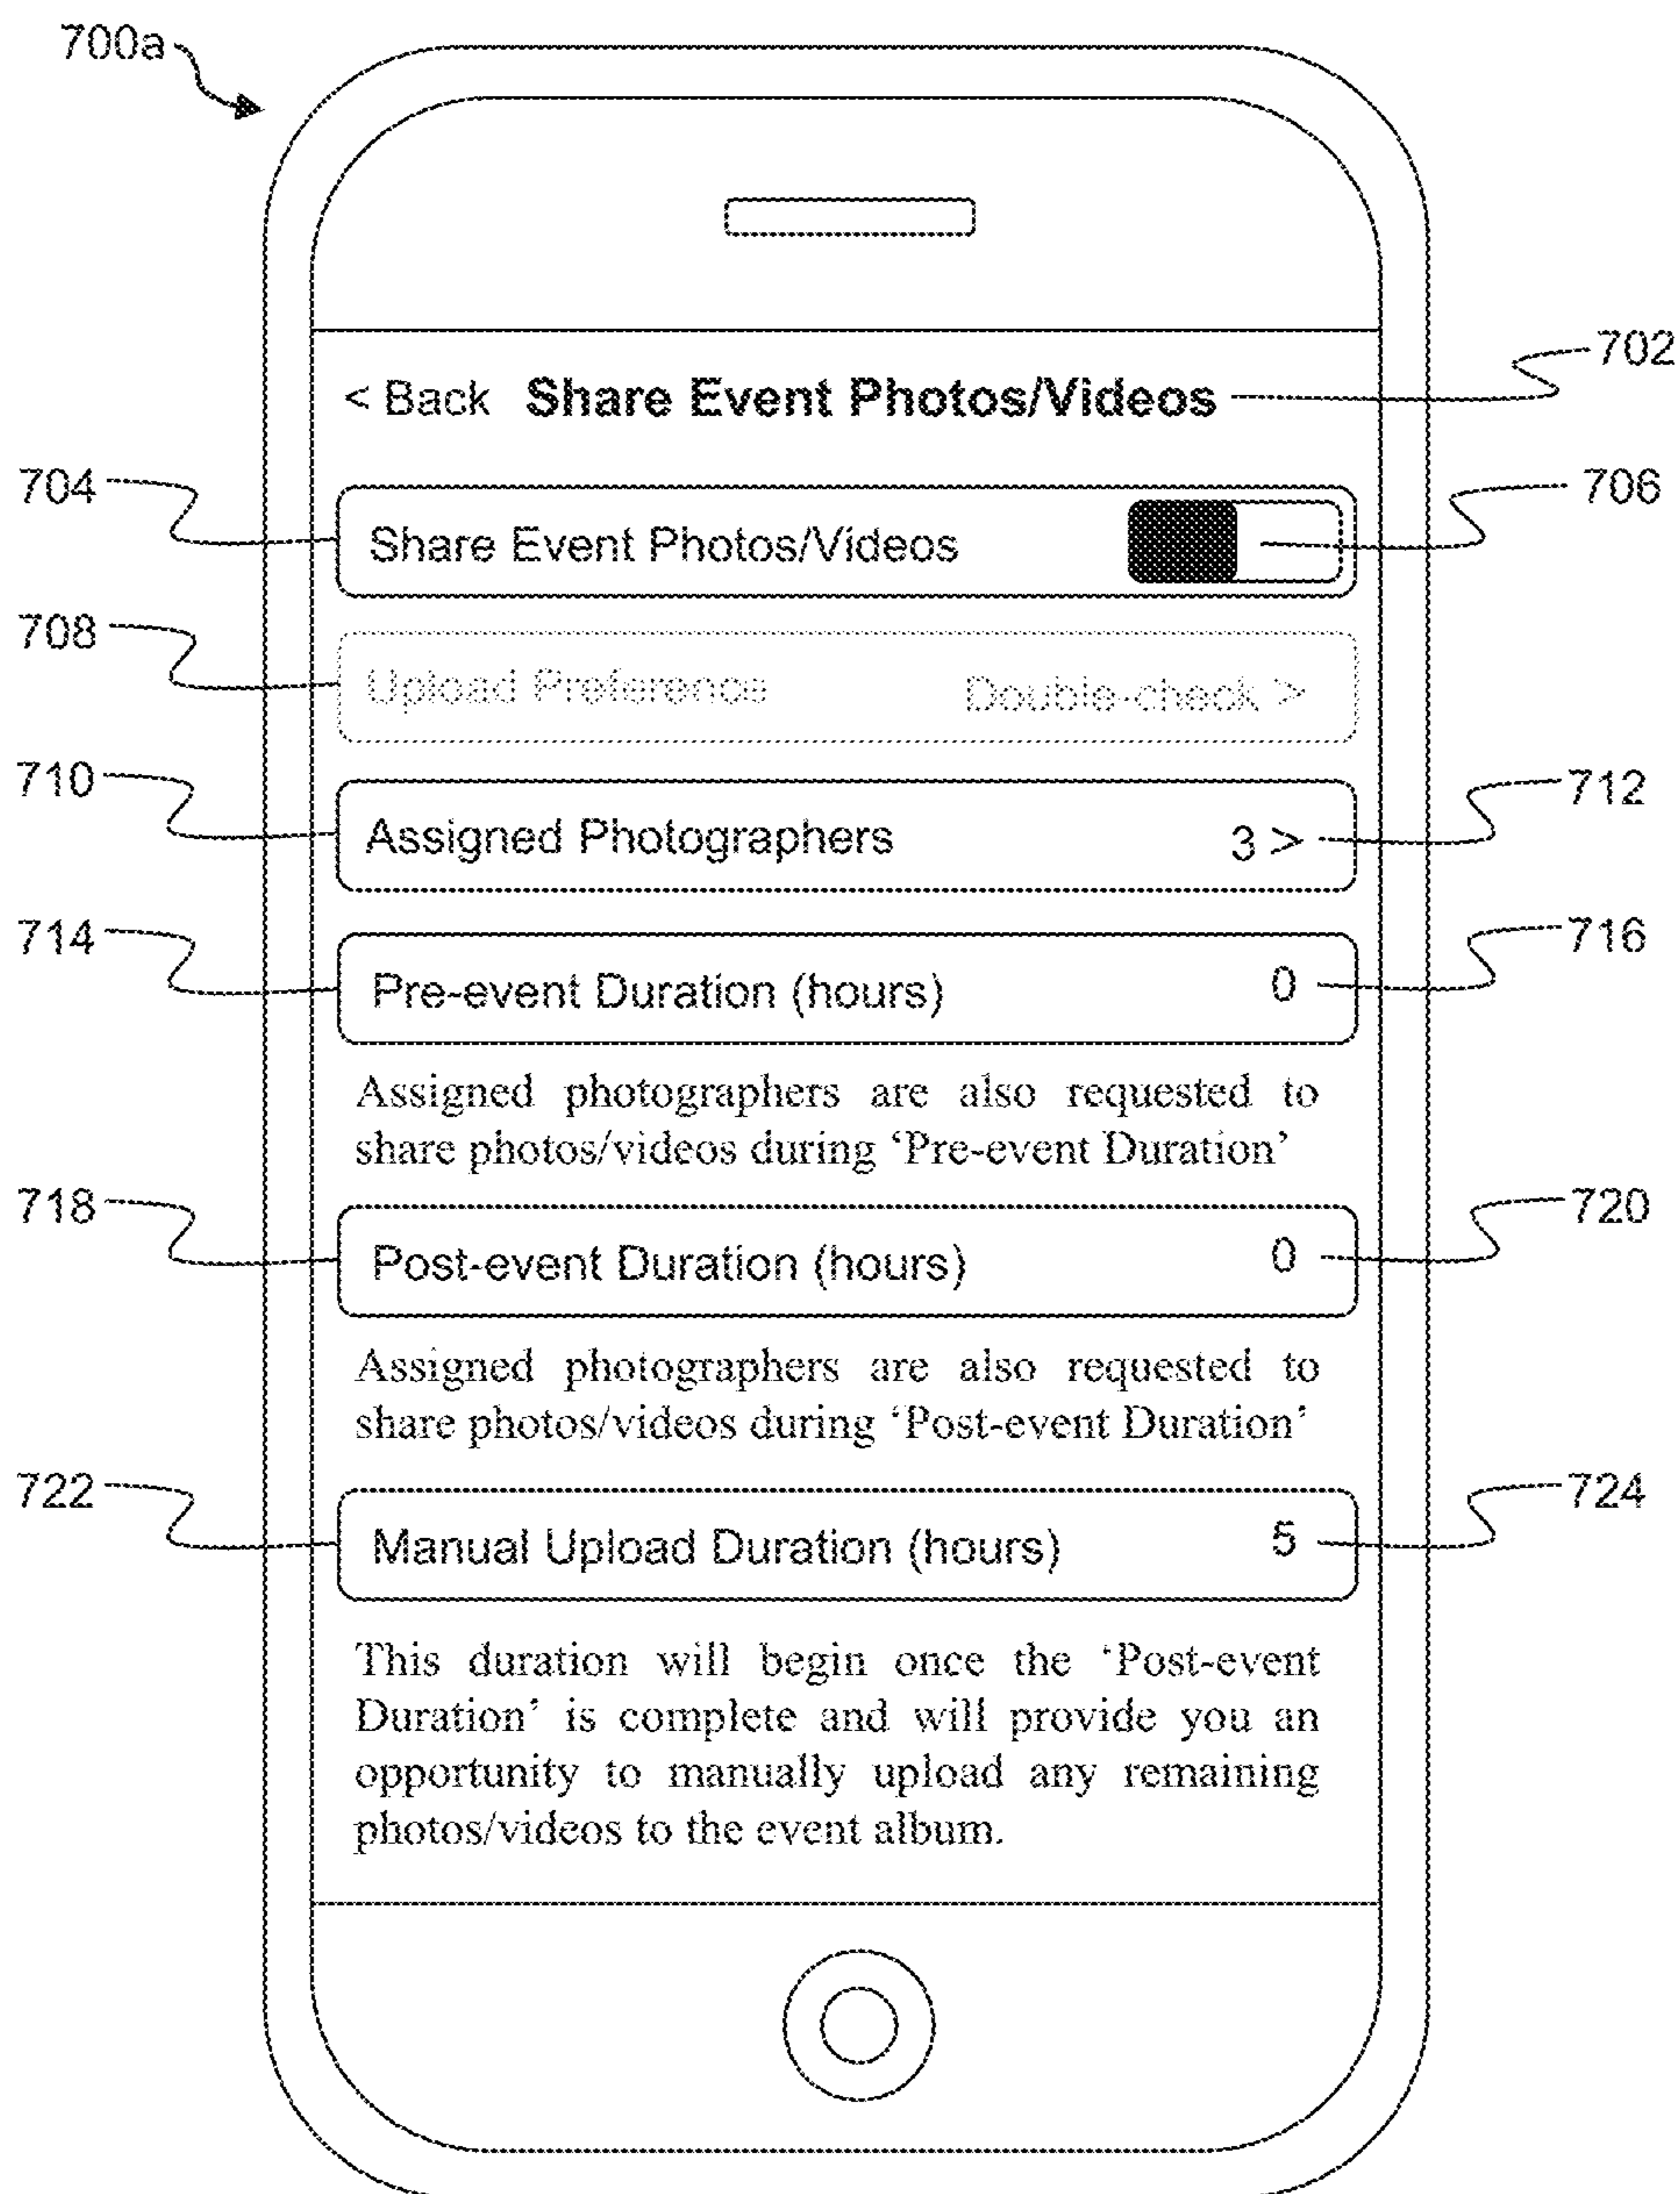 700a
< Back Share Event Photos/Videos
702
704
Share Event Photos/Videos
706
708
Upload Preference Double-check >
710
Assigned Photographers 3 >
712
714
Pre-event Duration (hours) 0
716
Assigned photographers are also requested to
share photos/videos during ‘Pre-event Duration’
718
Post-event Duration (hours) 0
720
Assigned photographers are also requested to
share photos/videos during ‘Post-event Duration’
722
Manual Upload Duration (hours) 5
724
This duration will begin once the ‘Post-event
Duration’ is complete and will provide you an
opportunity to manually upload any remaining
photos/videos to the event album.